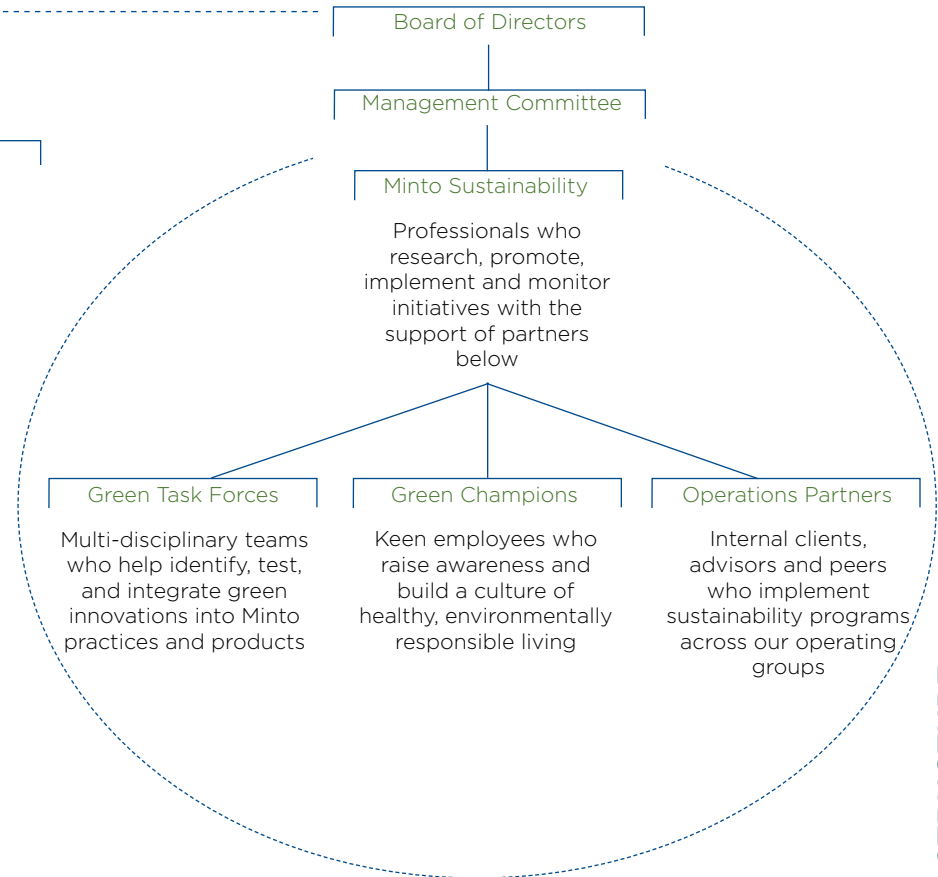 Board of Directors
Management Committee
Minto Sustainability
Professionals who
research, promote,
implement and monitor
initiatives with the
support of partners
below
Green Task Forces
Multi-disciplinary teams
who help identify, test,
and integrate green
innovations into Minto
practices and products
Green Champions
Keen employees who
raise awareness and
build a culture of
healthy, environmentally
responsible living
Operations Partners
Internal clients,
advisors and peers
who implement
sustainability programs
across our operating
groups